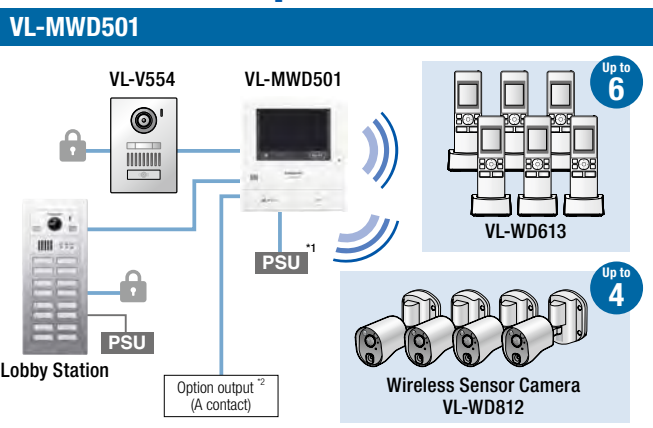 VL-MWD501
VL-V554
VL-MWD501
Up to
6
VL-WD613
PSU
*1
Up to
4
PSU
Lobby Station
Option output *2
(A contact)
Wireless Sensor Camera
VL-WD812